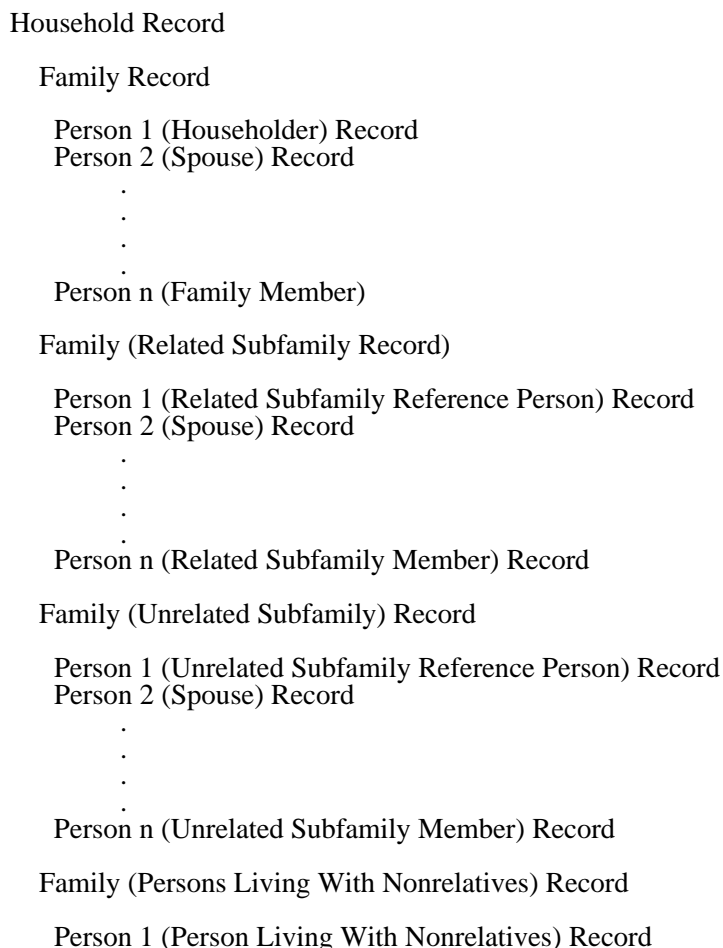 Household Record
Family Record
Person 1 (Householder) Record
Person 2 (Spouse) Record
.
.
.
.
Person n (Family Member)
Family (Related Subfamily Record)
Person 1 (Related Subfamily Reference Person) Record
Person 2 (Spouse) Record
.
.
.
.
Person n (Related Subfamily Member) Record
Family (Unrelated Subfamily) Record
Person 1 (Unrelated Subfamily Reference Person) Record
Person 2 (Spouse) Record
.
.
.
.
Person n (Unrelated Subfamily Member) Record
Family (Persons Living With Nonrelatives) Record
Person 1 (Person Living With Nonrelatives) Record